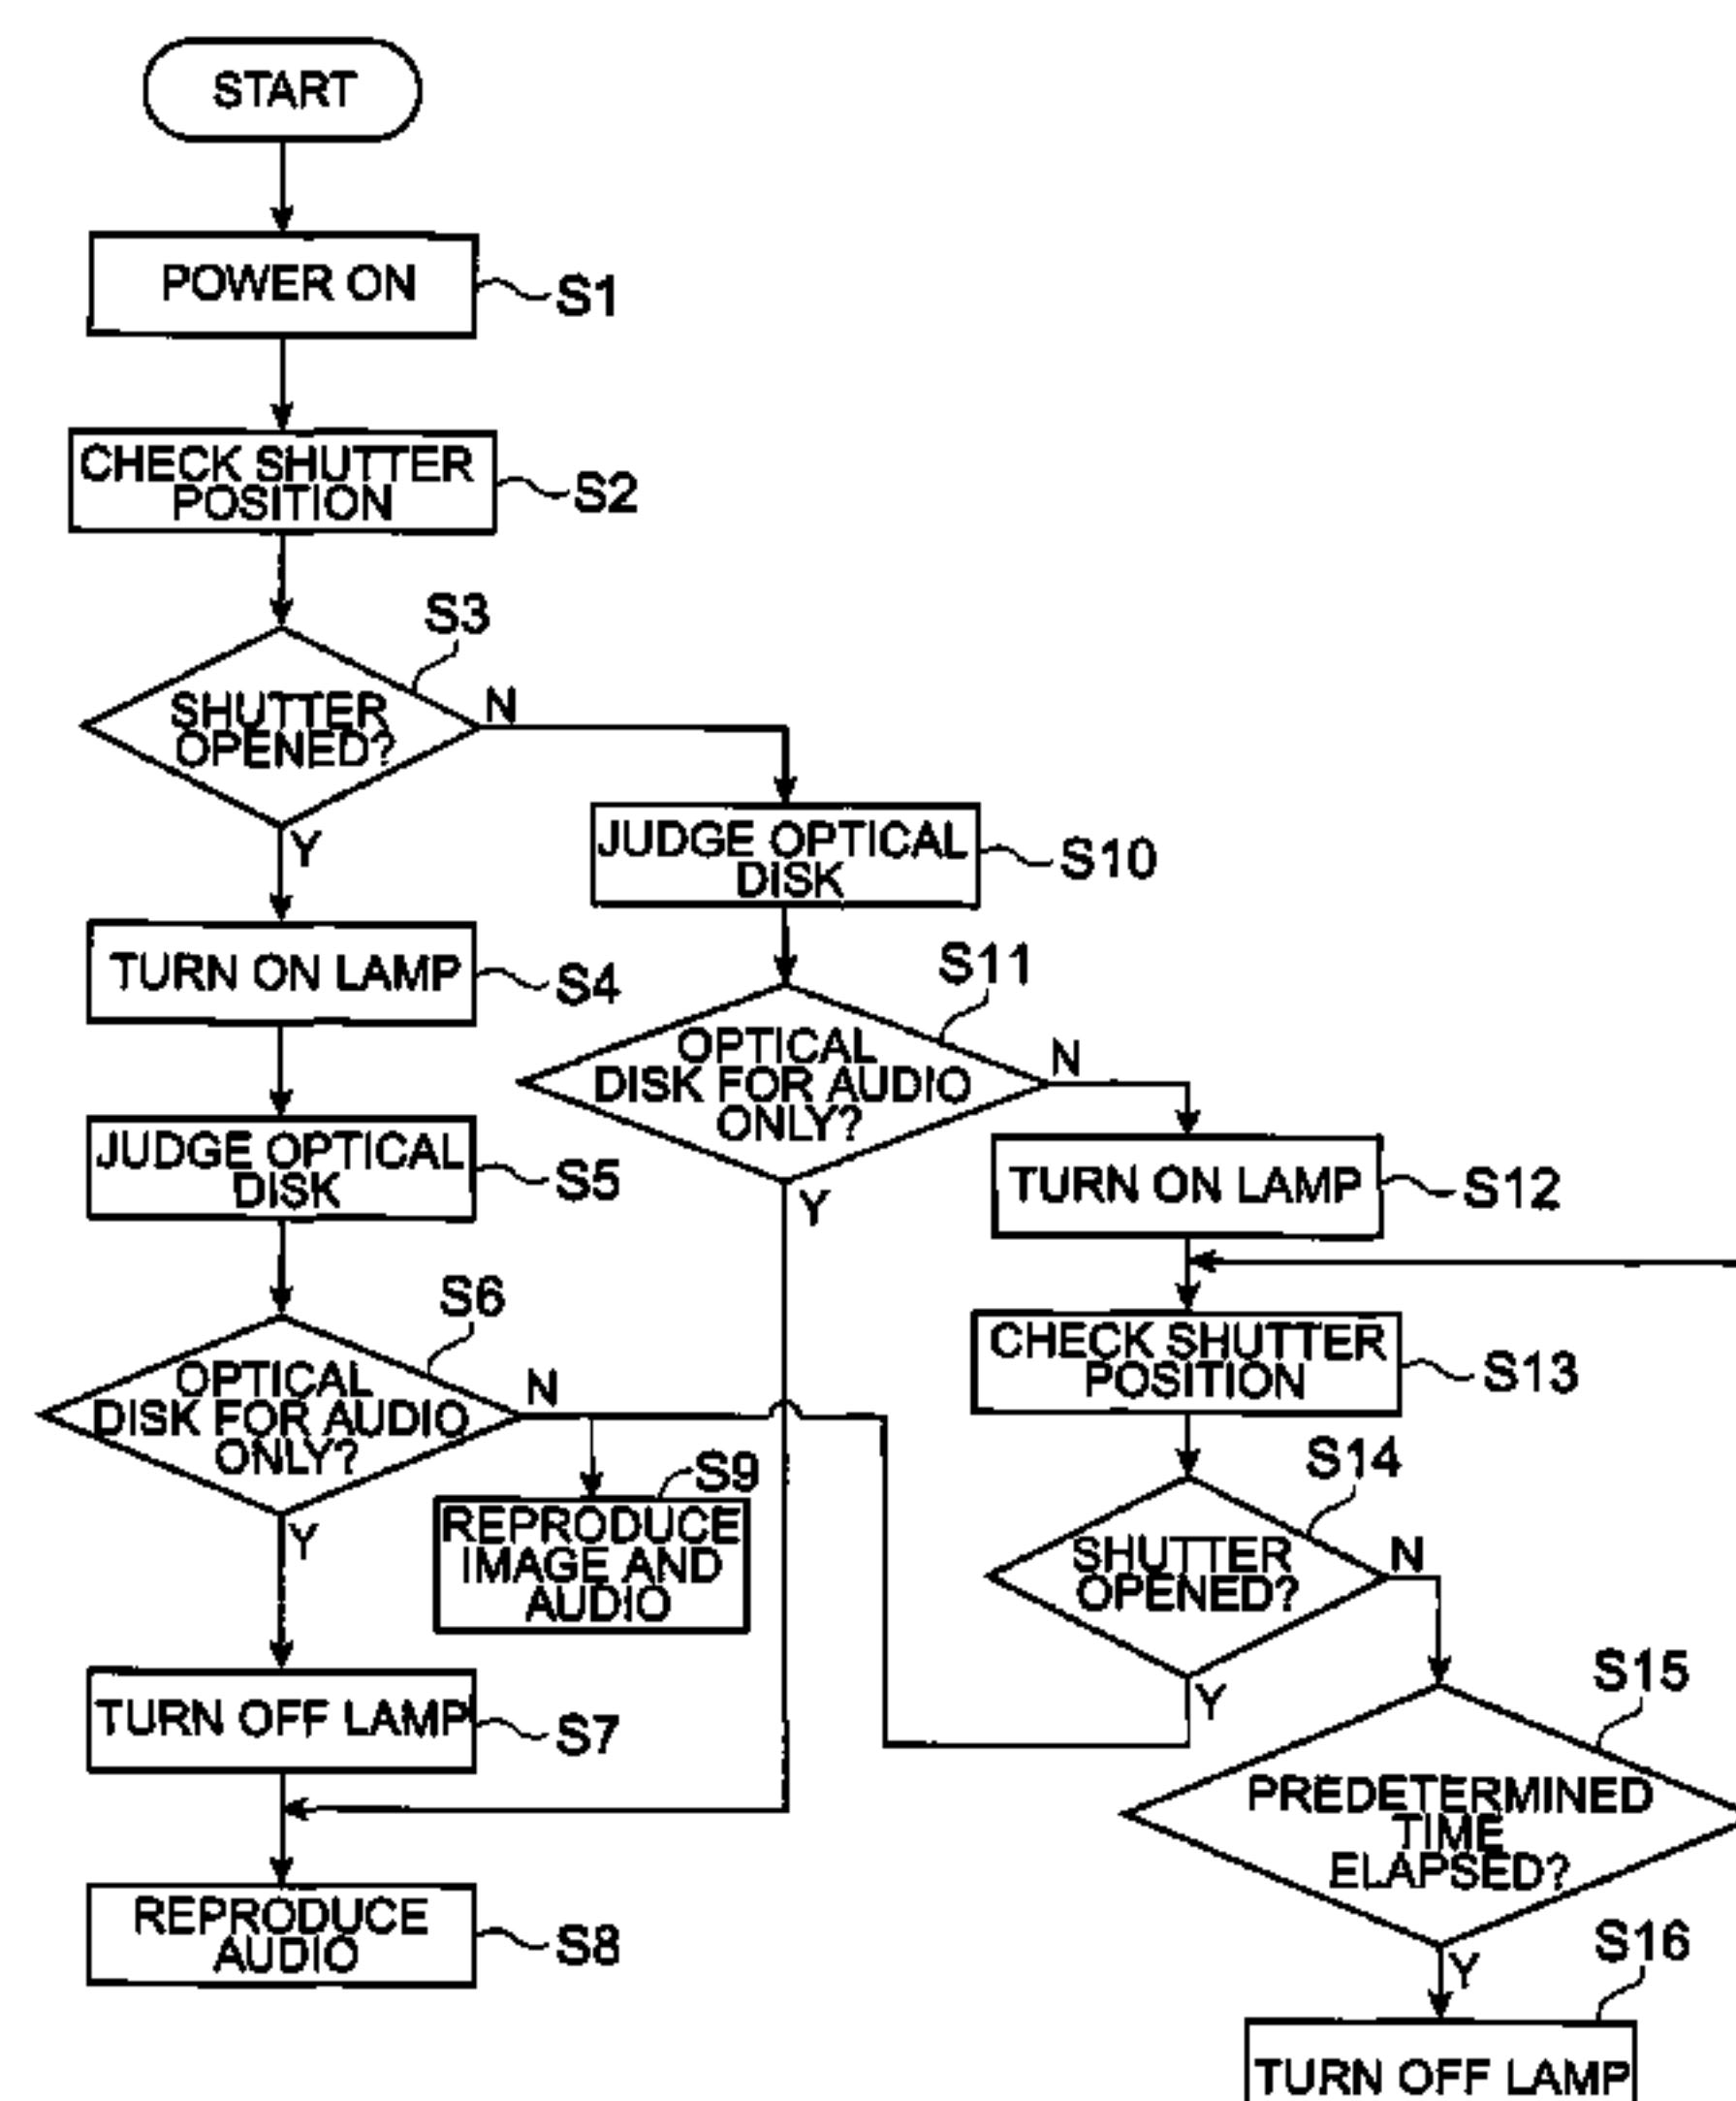 START
POWER ON
S1
CHECK SHUTTER
POSITION
S2
S3
SHUTTER
OPENED?
N
Y
TURN ON LAMP
S4
JUDGE OPTICAL
DISK
S5
S6
OPTICAL
DISK FOR AUDIO
ONLY?
N
Y
TURN OFF LAMP
S7
REPRODUCE
AUDIO
S8
S9
REPRODUCE
IMAGE AND
AUDIO
JUDGE OPTICAL
DISK
S10
S11
OPTICAL
DISK FOR AUDIO
ONLY?
N
Y
TURN ON LAMP
S12
CHECK SHUTTER
POSITION
S13
S14
SHUTTER
OPENED?
N
Y
S15
PREDETERMINED
TIME
ELAPSED?
Y
S16
TURN OFF LAMP